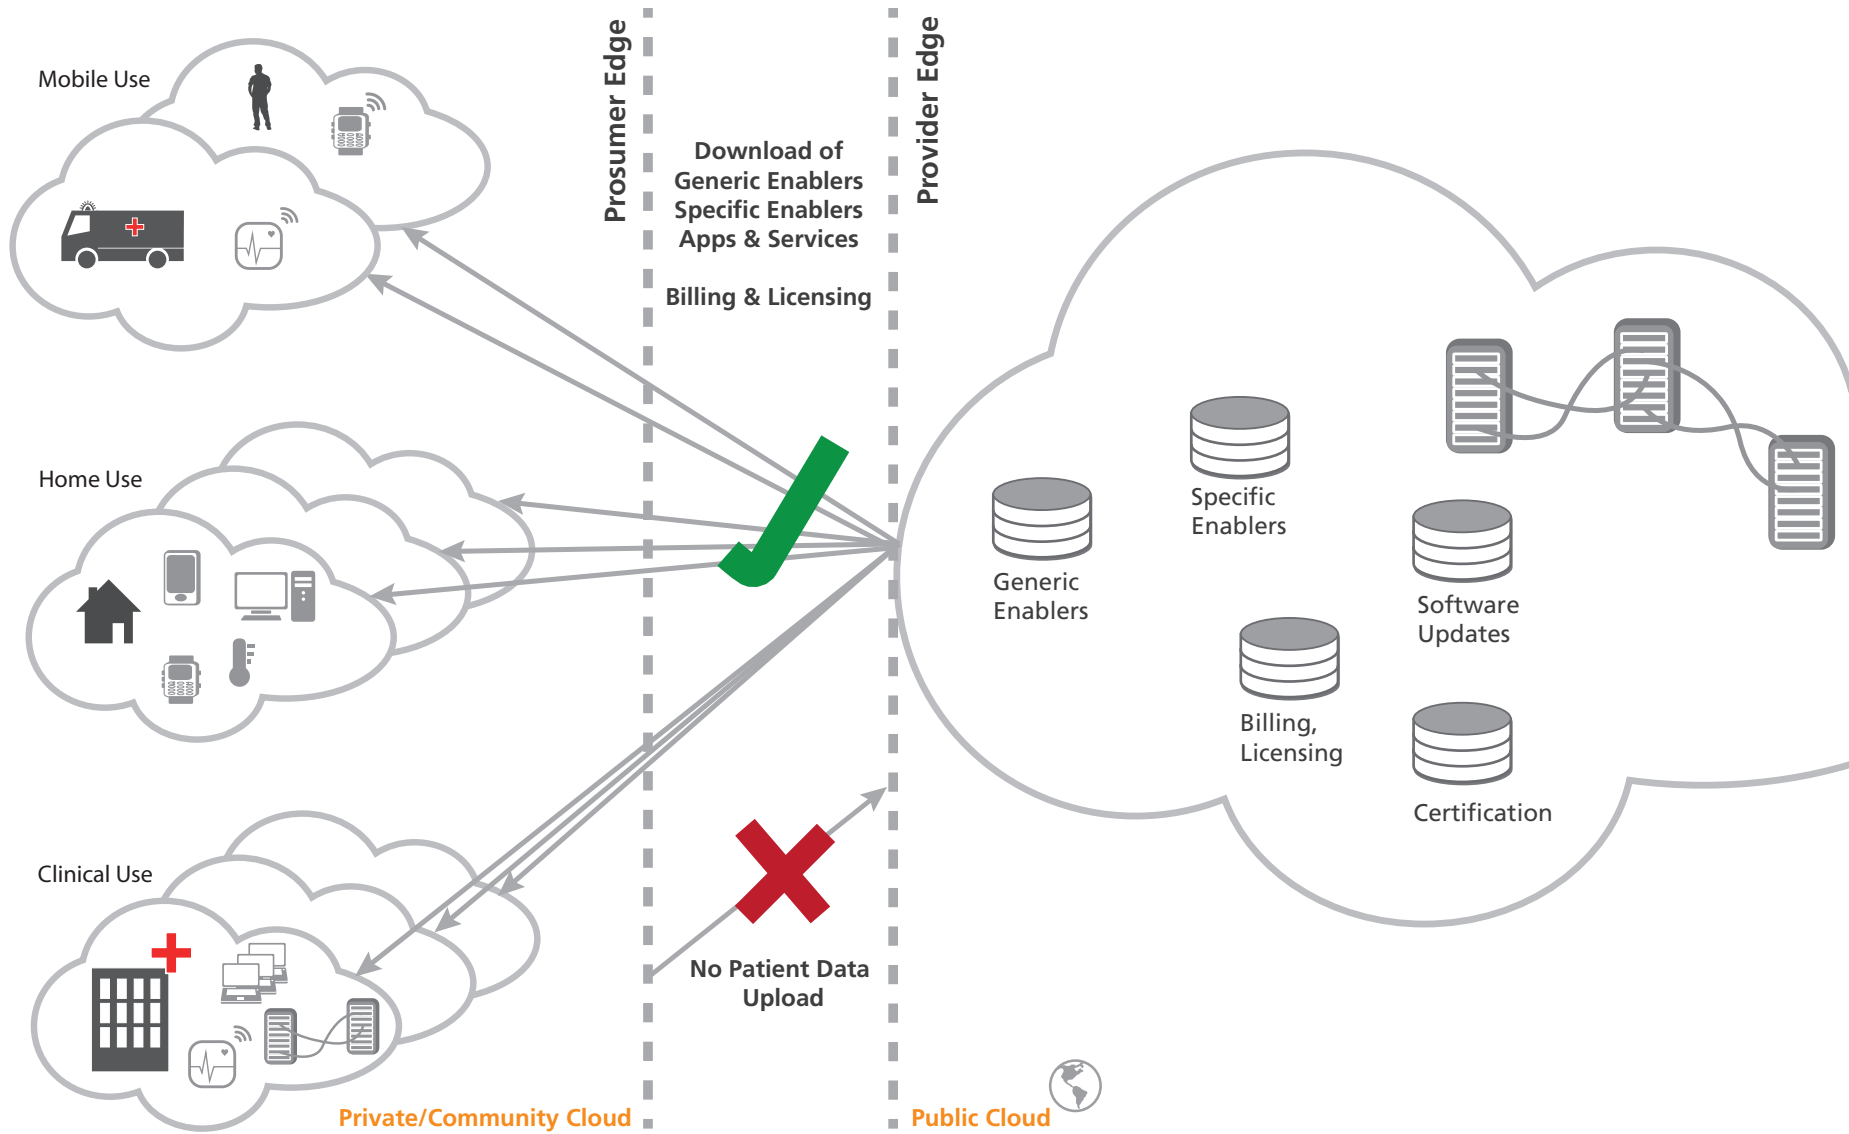 Mobile Use
Prosumer Edge
Provider Edge
Download of
Generic Enablers
Specific Enablers
Apps & Services
Billing & Licensing
Home Use
Specific
Enablers
Generic
Enablers
Software
Updates
Billing,
Licensing
Certification
Clinical Use
No Patient Data
Upload
Private/Community Cloud
Public Cloud